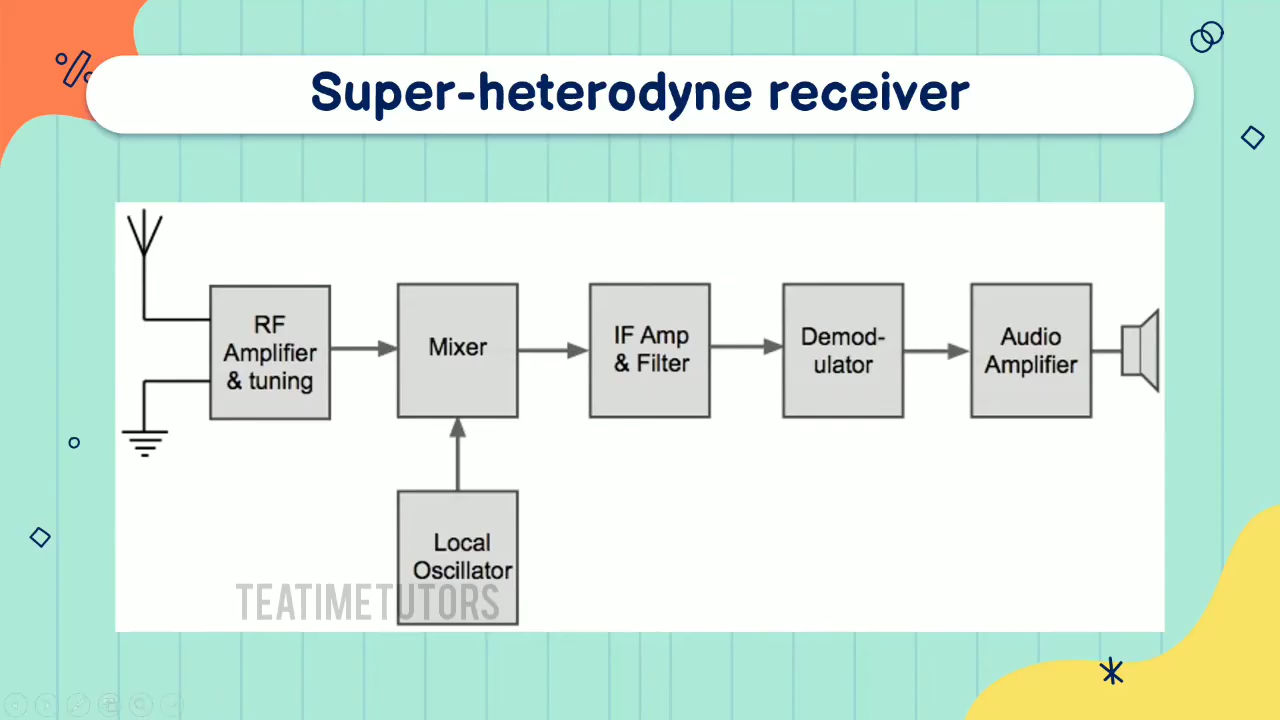 Super-heterodyne receiver
RF
Amplifier
& tuning
Mixer
IF Amp
& Filter
Demod-
ulator
Audio
Amplifier
Local
Oscillator
TEATIMETUTORS